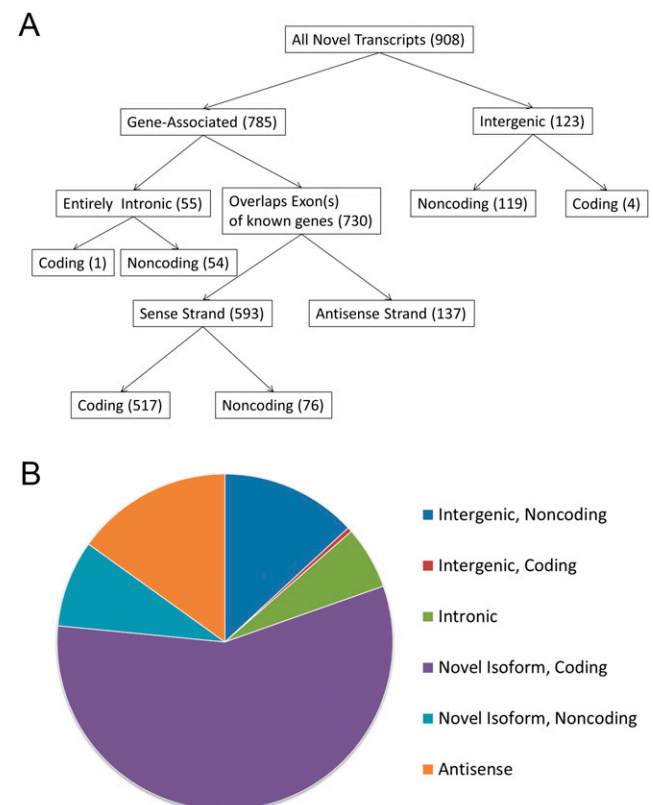 A
All Novel Transcripts (908)
Gene-Associated (785)
Intergenic (123)
Entirely Intronic (55)
Overlaps Exon(s)
of known genes (730)
Noncoding (119)
Coding (4)
Coding (1)
Noncoding (54)
Sense Strand (593)
Antisense Strand (137)
Coding (517)
Noncoding (76)
B
Intergenic, Noncoding
Intergenic, Coding
Intronic
Novel Isoform, Coding
Novel Isoform, Noncoding
Antisense